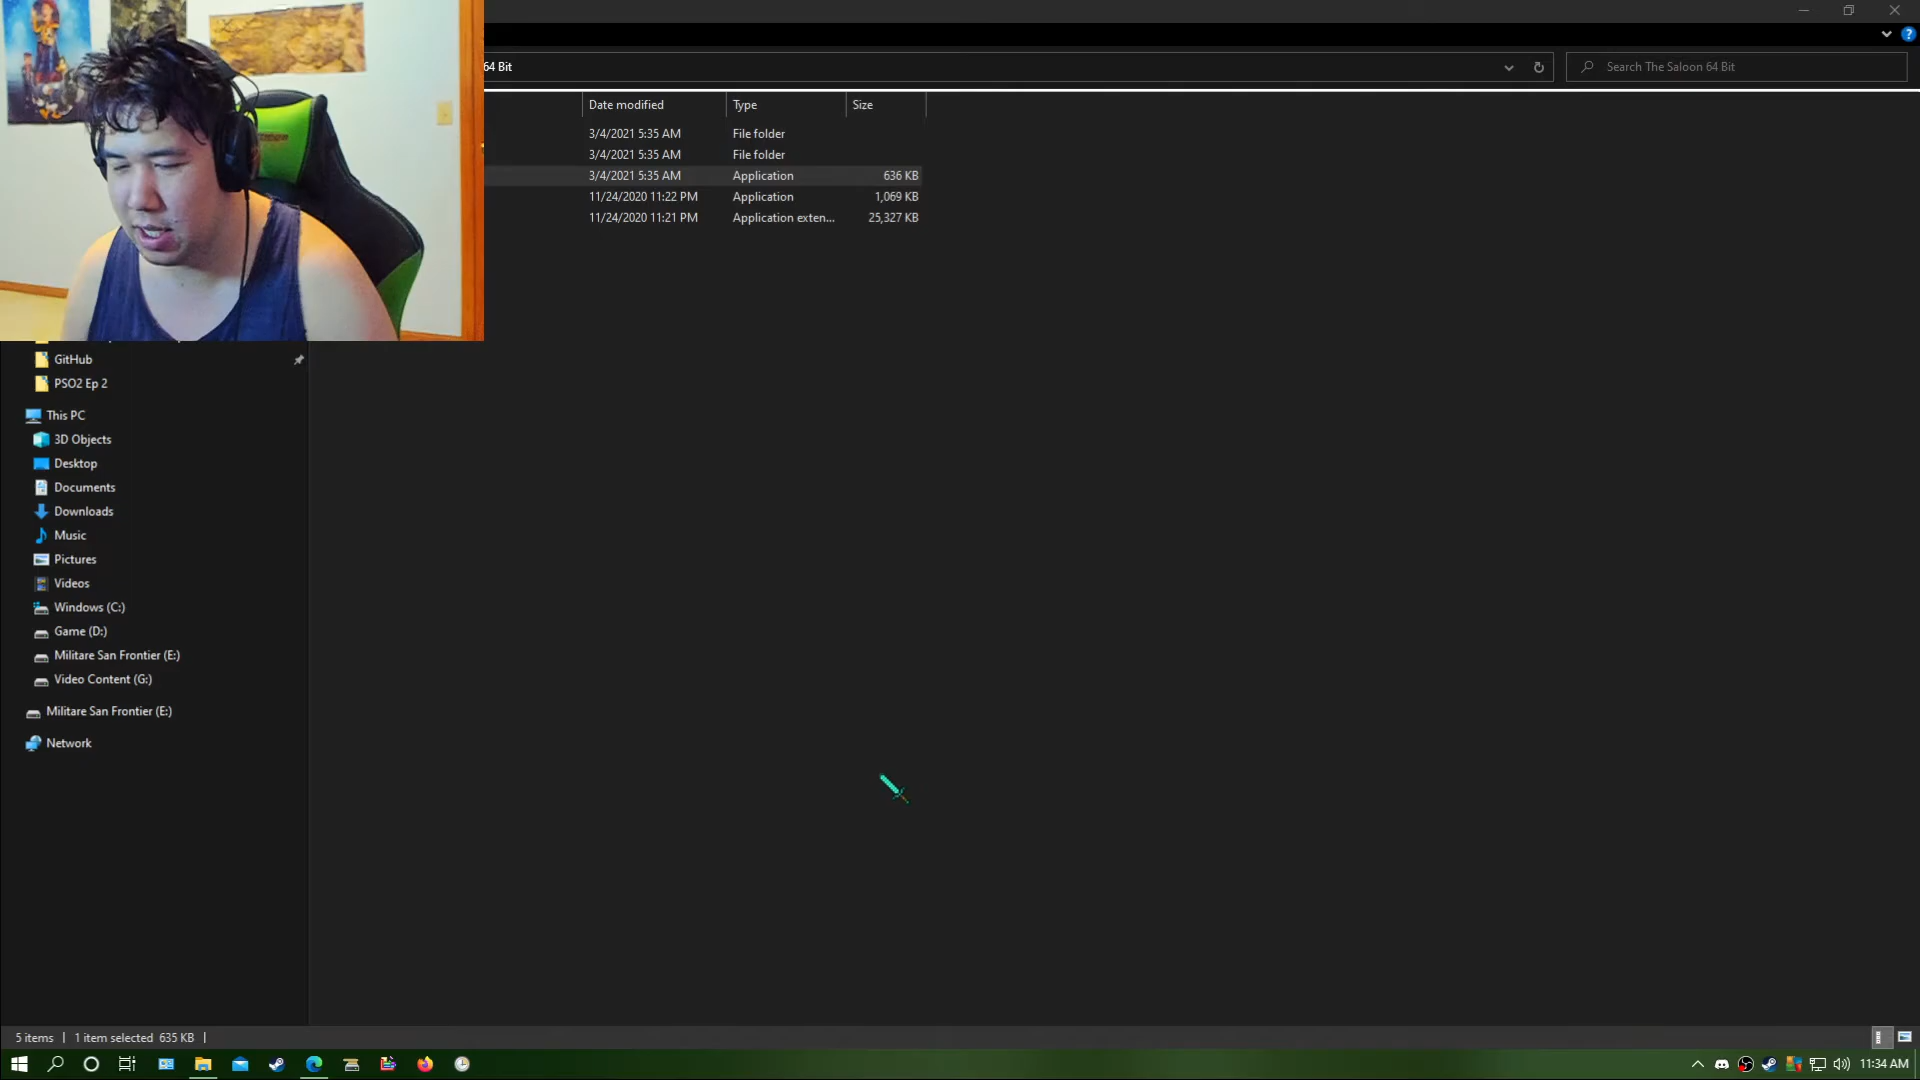 64 Bit
Search The Saloon 64 Bit
Date modified Type Size
3/4/2021 5:35 AM File folder
3/4/2021 5:35 AM File folder
3/4/2021 5:35 AM Application 636 KB
11/24/2020 11:22 PM Application 1,069 KB
11/24/2020 11:21 PM Application exten... 25,327 KB
GitHub
PSO2 Ep 2
This PC
3D Objects
Desktop
Documents
Downloads
Music
Pictures
Videos
Windows (C:)
Game (D:)
Militare San Frontier (E:)
Video Content (G:)
Militare San Frontier (E:)
Network
5 items 1 item selected 635 KB
11:34 AM